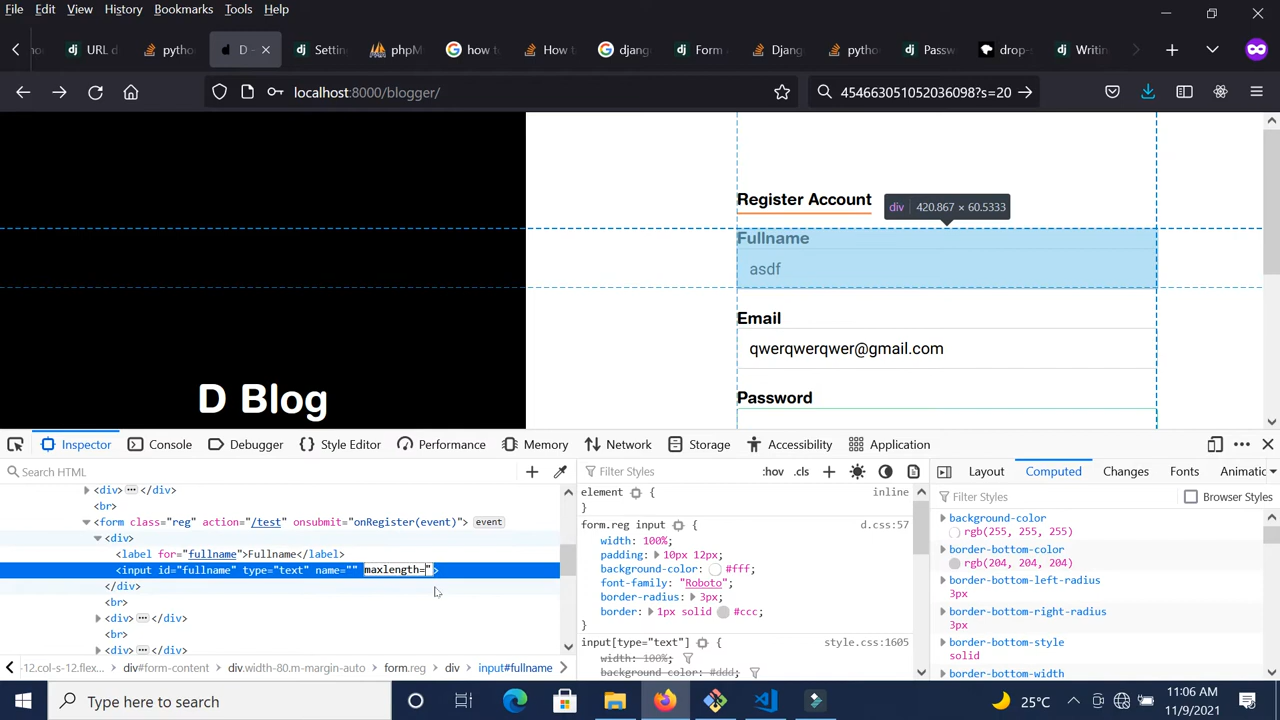 File Edit View History Bookmarks Tools Help
URL d python D — Setting phpM how to How t djang Form Djang python Passw drop-s Writing
localhost:8000/blogger/ 454663051052036098?s=20
Register Account
div 420.867 × 60.5333
Fullname
asdf
Email
qwerqwerqwer@gmail.com
D Blog
Password
Inspector Console Debugger Style Editor Performance Memory Network Storage Accessibility Application
Search HTML Filter Styles :hov .cls Layout Computed Changes Fonts Animatic
<div> </div>
<br>
<form class="reg" action="/test" onsubmit="onRegister(event)"> event
<div>
<label for="fullname">Fullname</label>
<input id="fullname" type="text" name="" maxlength=">
</div>
<br>
<div> </div>
<br>
<div> </div>
-12.col-s-12.flex… div#form-content div.width80.m-margin-auto form.reg div input#fullname
element { inline
}
form.reg input { d.css:57
width: 100%;
padding: 10px 12px;
background-color: #fff;
font-family: "Roboto";
border-radius: 3px;
border: 1px solid #ccc;
}
input[type="text"] { style.css:1605
width: 100%;
background-color: #ddd;
Filter Styles Browser Styles
background-color
rgb(255, 255, 255)
border-bottom-color
rgb(204, 204, 204)
border-bottom-left-radius
3px
border-bottom-right-radius
3px
border-bottom-style
solid
border-bottom-width
Type here to search 25°C 11:06 AM
11/9/2021